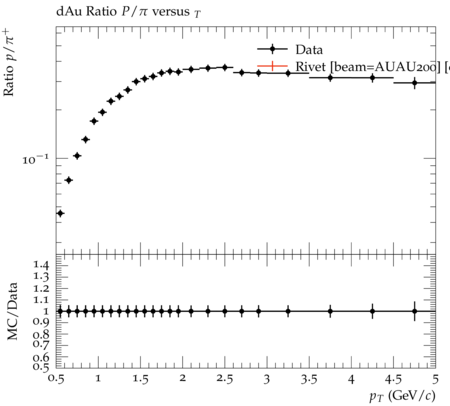 dAu Ratio P/π versus T
Ratio p/π⁺
Data
Rivet [beam=AUAU200] [
10⁻¹
MC/Data
1.4
1.3
1.2
1.1
1
0.9
0.8
0.7
0.6
0.5
0.5 1 1.5 2 2.5 3 3.5 4 4.5 5
pT (GeV/c)